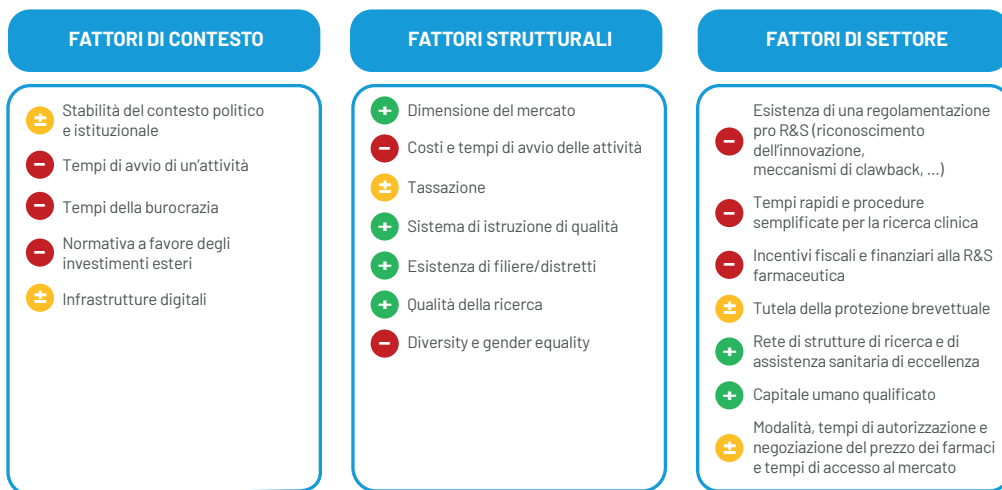 FATTORI DI CONTESTO
± Stabilità del contesto politico
e istituzionale
− Tempi di avvio di un'attività
− Tempi della burocrazia
− Normativa a favore degli
investimenti esteri
± Infrastrutture digitali
FATTORI STRUTTURALI
+ Dimensione del mercato
− Costi e tempi di avvio delle attività
± Tassazione
+ Sistema di istruzione di qualità
+ Esistenza di filiere/distretti
+ Qualità della ricerca
− Diversity e gender equality
FATTORI DI SETTORE
− Esistenza di una regolamentazione
pro R&S (riconoscimento
dell'innovazione,
meccanismi di clawback, ...)
− Tempi rapidi e procedure
semplificate per la ricerca clinica
− Incentivi fiscali e finanziari alla R&S
farmaceutica
± Tutela della protezione brevettuale
+ Rete di strutture di ricerca e di
assistenza sanitaria di eccellenza
+ Capitale umano qualificato
± Modalità, tempi di autorizzazione e
negoziazione del prezzo dei farmaci
e tempi di accesso al mercato